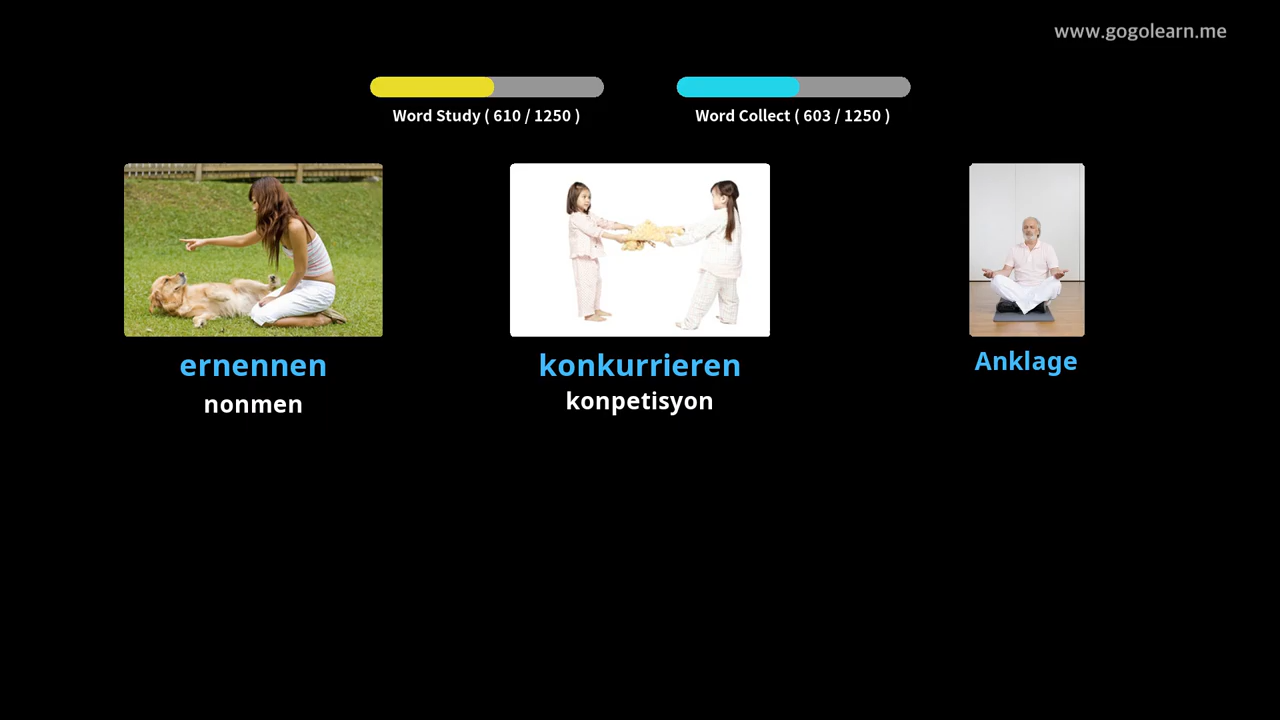 www.gogolearn.me
Word Study ( 610 / 1250 )
Word Collect ( 603 / 1250 )
ernennen
nonmen
konkurrieren
konpetisyon
Anklage